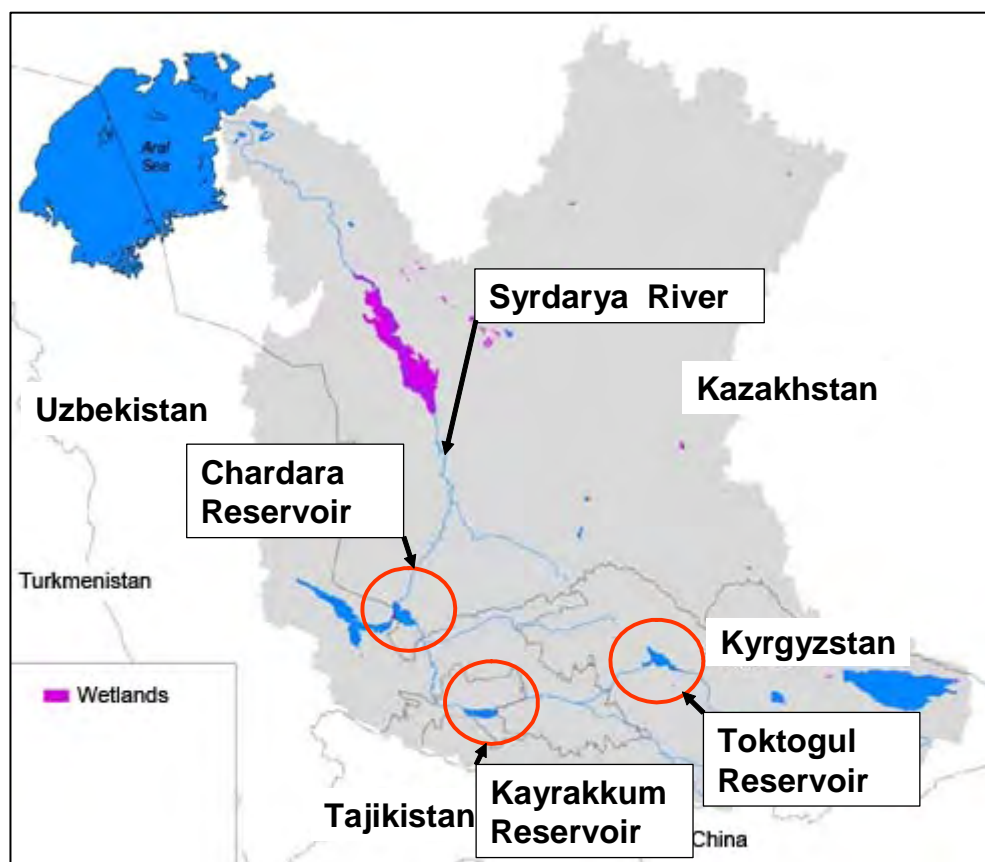 Aral
Sea
Syrdarya River
Kazakhstan
Uzbekistan
Chardara
Reservoir
Turkmenistan
Kyrgyzstan
Wetlands
Toktogul
Reservoir
Kayrakkum
Reservoir
Tajikistan
China